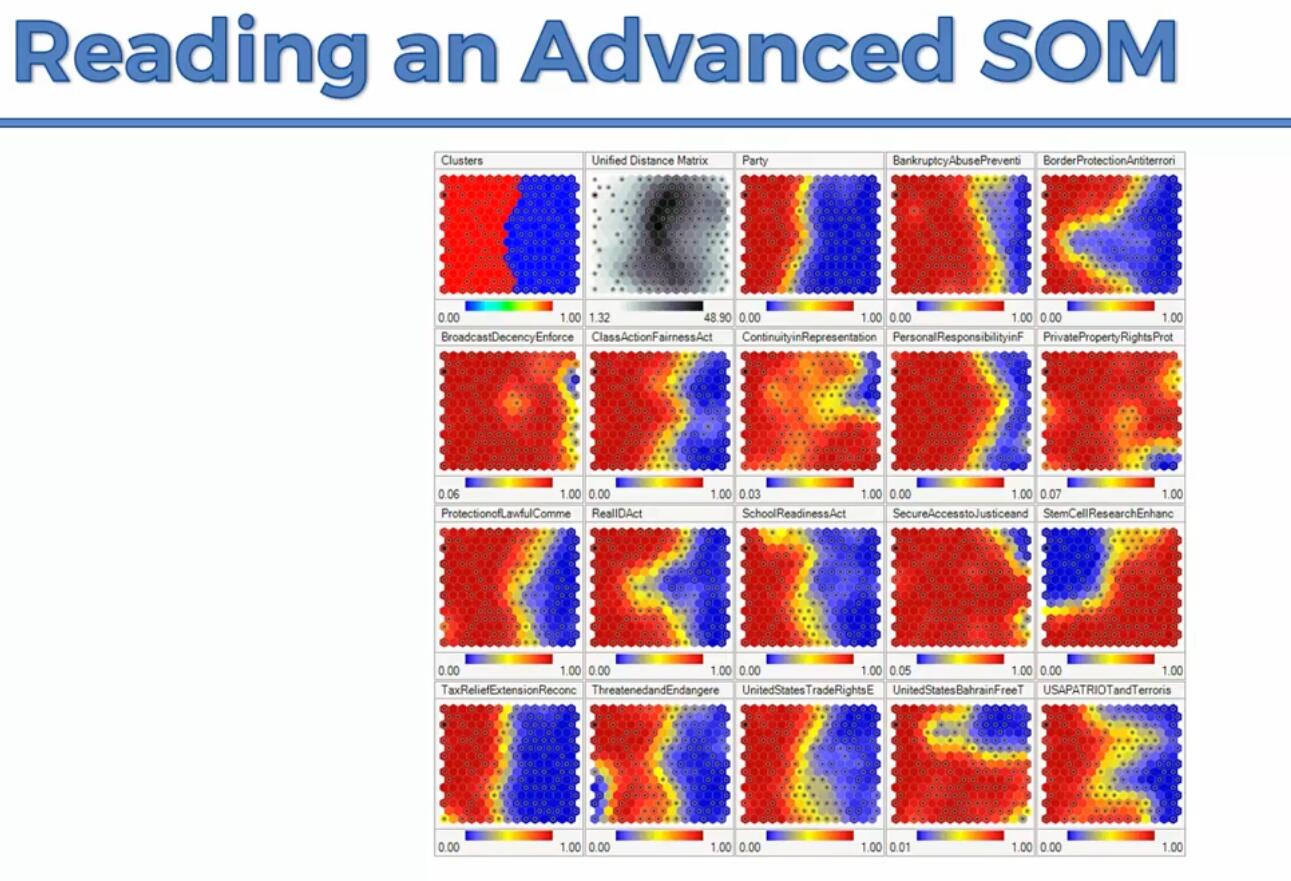 Reading an Advanced SOM
Clusters Unified Distance Matrix Party BankruptcyAbusePreventi BorderProtectionAntiterrori
0.00 1.00 1.32 48.90 0.00 1.00 0.00 1.00 0.00 1.00
BroadcastDecencyEnforce ClassActionFairnessAct ContinuityinRepresentation PersonalResponsibilityinF PrivatePropertyRightsProt
0.06 1.00 0.00 1.00 0.03 1.00 0.00 1.00 0.07 1.00
ProtectionofLawfulComme RealIDAct SchoolReadinessAct SecureAccesstoJusticeand StemCellResearchEnhanc
0.00 1.00 0.00 1.00 0.00 1.00 0.05 1.00 0.00 1.00
TaxReliefExtensionReconc ThreatenedandEndangere UnitedStatesTradeRightsE UnitedStatesBahrainFreeT USAPATRIOTandTerroris
0.00 1.00 0.00 1.00 0.00 1.00 0.01 1.00 0.00 1.00